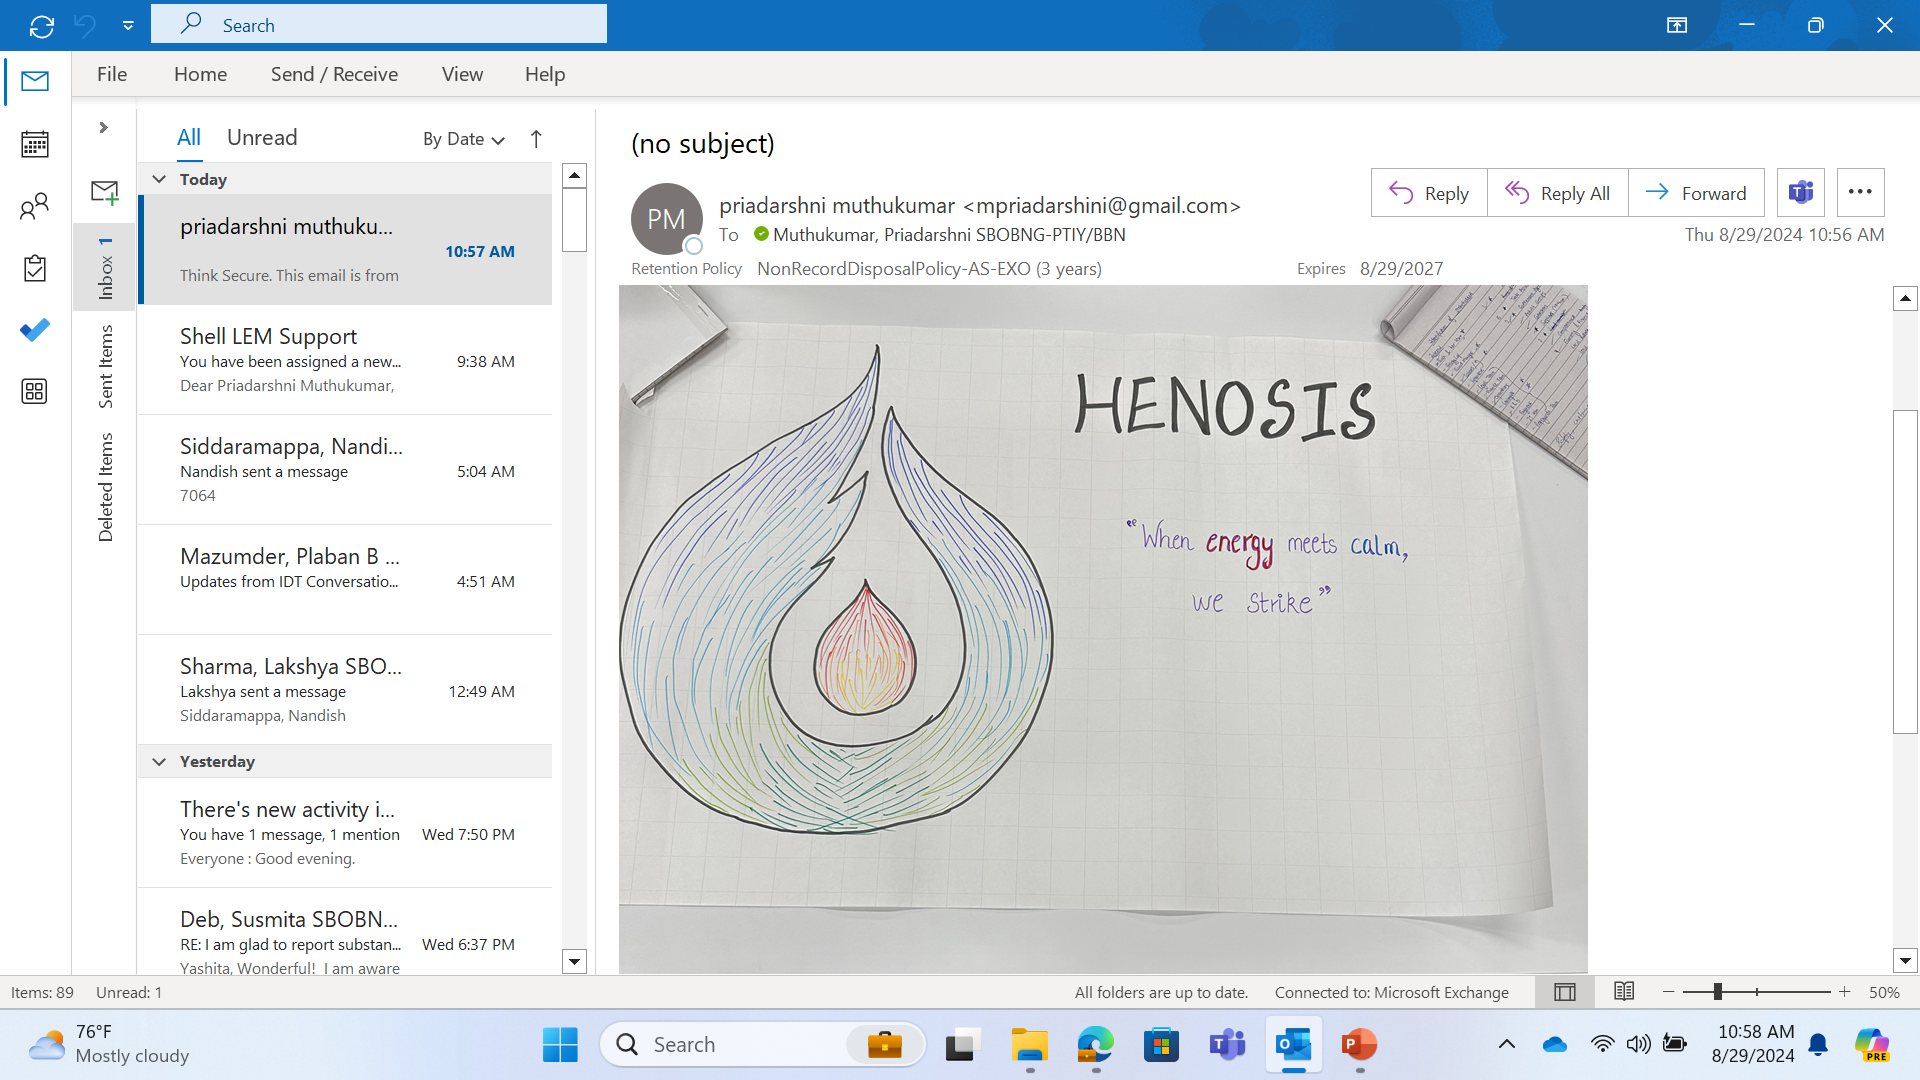 Search
File Home Send / Receive View Help
All Unread By Date
Today
priadarshni muthuku...
10:57 AM
Think Secure. This email is from
Shell LEM Support
You have been assigned a new... 9:38 AM
Dear Priadarshni Muthukumar,
Siddaramappa, Nandi...
Nandish sent a message 5:04 AM
7064
Mazumder, Plaban B ...
Updates from IDT Conversatio... 4:51 AM
Sharma, Lakshya SBO...
Lakshya sent a message 12:49 AM
Siddaramappa, Nandish
Yesterday
There's new activity i...
You have 1 message, 1 mention Wed 7:50 PM
Everyone : Good evening.
Deb, Susmita SBOBN...
RE: I am glad to report substan... Wed 6:37 PM
Yashita, Wonderful! I am aware
Inbox 1
Sent Items
Deleted Items
(no subject)
PM
priadarshni muthukumar <mpriadarshini@gmail.com>
To Muthukumar, Priadarshni SBOBNG-PTIY/BBN
Reply Reply All Forward
Thu 8/29/2024 10:56 AM
Retention Policy NonRecordDisposalPolicy-AS-EXO (3 years) Expires 8/29/2027
HENOSIS
"When energy meets calm,
we strike"
Items: 89 Unread: 1
All folders are up to date. Connected to: Microsoft Exchange 50%
76°F
Mostly cloudy
Search
10:58 AM
8/29/2024
PRE